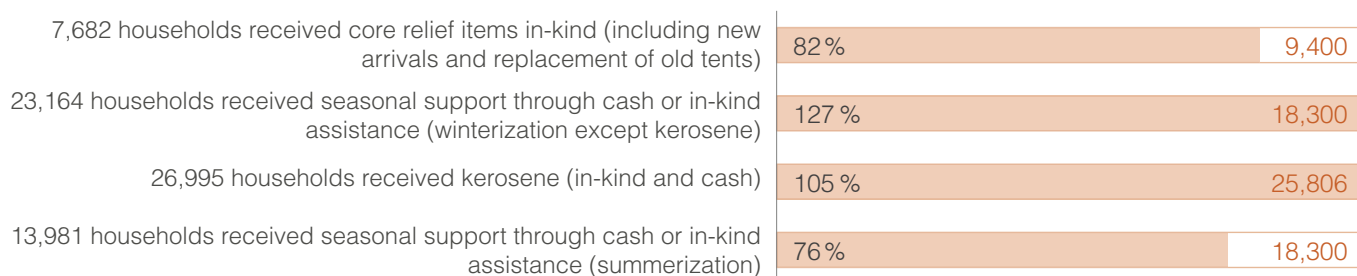 7,682 households received core relief items in-kind (including new
arrivals and replacement of old tents)
82 %
9,400
23,164 households received seasonal support through cash or in-kind
assistance (winterization except kerosene)
127 %
18,300
26,995 households received kerosene (in-kind and cash)
105 %
25,806
13,981 households received seasonal support through cash or in-kind
assistance (summerization)
76 %
18,300